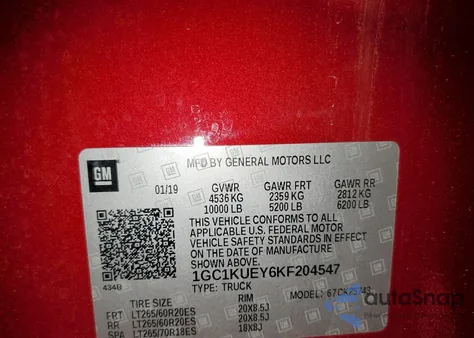 MFD BY GENERAL MOTORS LLC
GM
01/19 GVWR GAWR FRT GAWR RR
4536 KG 2359 KG 2812 KG
10000 LB 5200 LB 6200 LB
THIS VEHICLE CONFORMS TO ALL
APPLICABLE U.S. FEDERAL MOTOR
VEHICLE SAFETY STANDARDS IN EFFECT
ON THE DATE OF MANUFACTURE
SHOWN ABOVE.
1GC1KUEY6KF204547
434B TYPE: TRUCK
TIRE SIZE RIM
FRT LT265/60R20ES 20X8.5J
RR LT265/60R20ES 20X8.5J
SPA LT265/70R18ES 18X8J
autoSnap